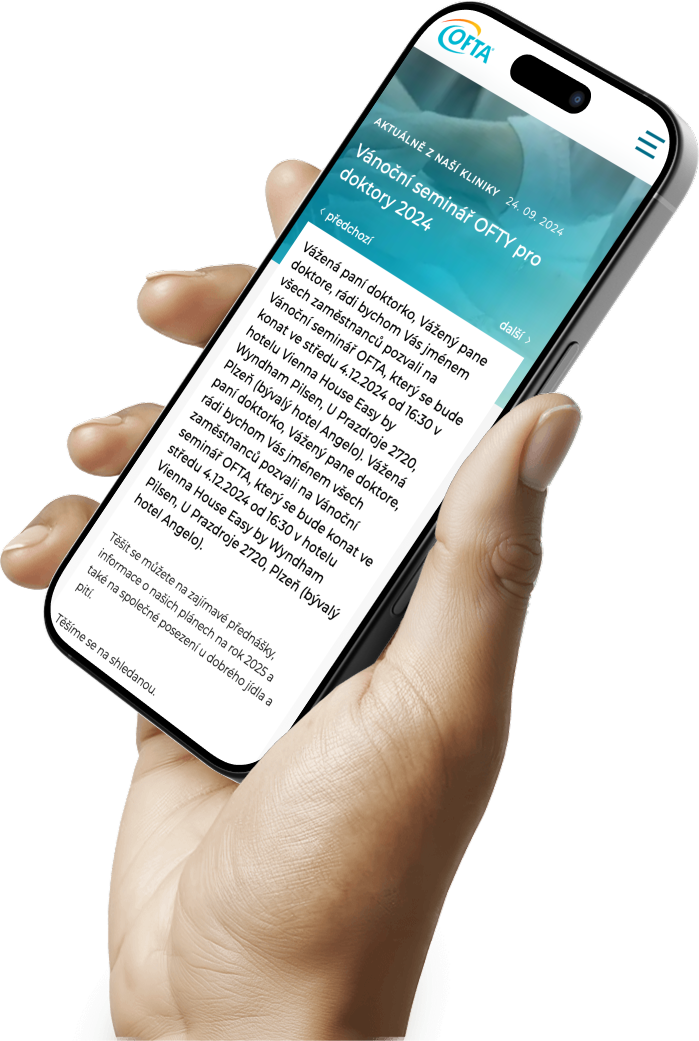 OFTA
AKTUÁLNĚ Z NAŠÍ KLINIKY 24. 09. 2024
Vánoční seminář OFTY pro
doktory 2024
‹ předchozí
další ›
Vážená paní doktorko, Vážený pane
doktore, rádi bychom Vás jménem
všech zaměstnanců pozvali na
Vánoční seminář OFTA, který se bude
konat ve středu 4.12.2024 od 16:30 v
hotelu Vienna House Easy by
Wyndham Pilsen, U Prazdroje 2720,
Plzeň (bývalý hotel Angelo). Vážená
paní doktorko, Vážený pane doktore,
rádi bychom Vás jménem všech
zaměstnanců pozvali na Vánoční
seminář OFTA, který se bude konat ve
středu 4.12.2024 od 16:30 v hotelu
Vienna House Easy by Wyndham
Pilsen, U Prazdroje 2720, Plzeň (bývalý
hotel Angelo).
Těšit se můžete na zajímavé přednášky,
informace o našich plánech na rok 2025 a
také na společné posezení u dobrého jídla a
pití.
Těšíme se na shledanou.